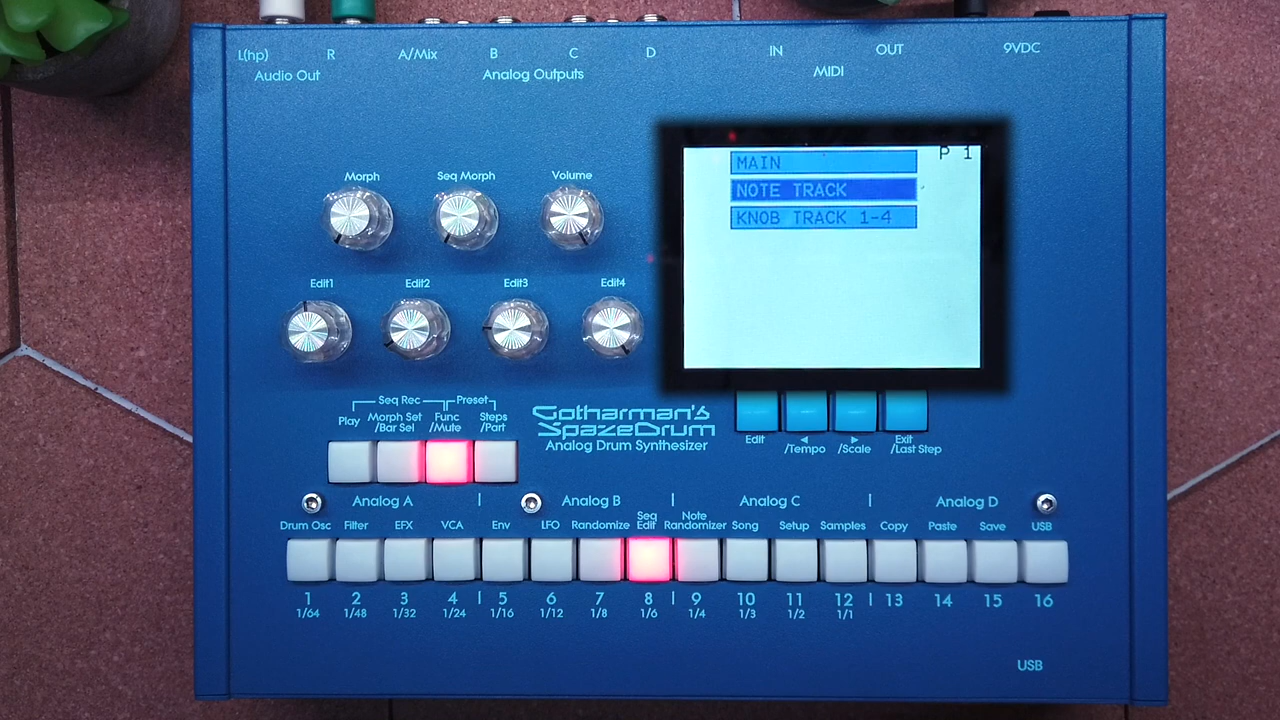 L(hp) R A/Mix B C D IN OUT 9VDC
Audio Out Analog Outputs MIDI
P 1
MAIN
NOTE TRACK
KNOB TRACK 1-4
Morph Seq Morph Volume
Edit1 Edit2 Edit3 Edit4
Seq Rec Preset
Play Morph Set /Bar Sel Func /Mute Steps /Part
Gotharman's
SpazeDrum
Analog Drum Synthesizer
Edit ◀ /Tempo ▶ /Scale Exit /Last Step
Analog A | Analog B | Analog C | Analog D
Drum Osc Filter EFX VCA Env LFO Randomize Seq Edit Note Randomizer Song Setup Samples Copy Paste Save USB
1 2 3 4 | 5 6 7 8 | 9 10 11 12 | 13 14 15 16
1/64 1/48 1/32 1/24 1/16 1/12 1/8 1/6 1/4 1/3 1/2 1/1
USB